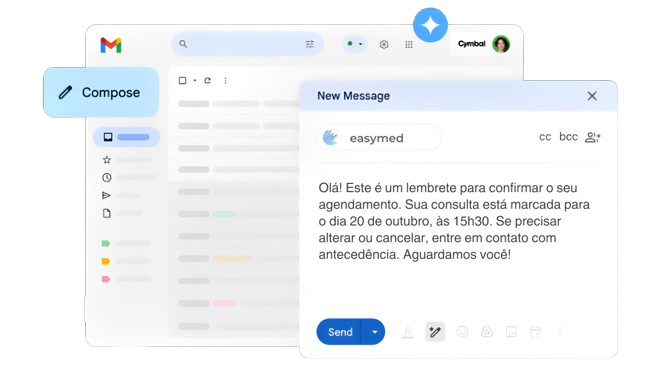 Cymbal
Compose
New Message
easymed
cc bcc
Olá! Este é um lembrete para confirmar o seu
agendamento. Sua consulta está marcada para
o dia 20 de outubro, às 15h30. Se precisar
alterar ou cancelar, entre em contato com
antecedência. Aguardamos você!
Send